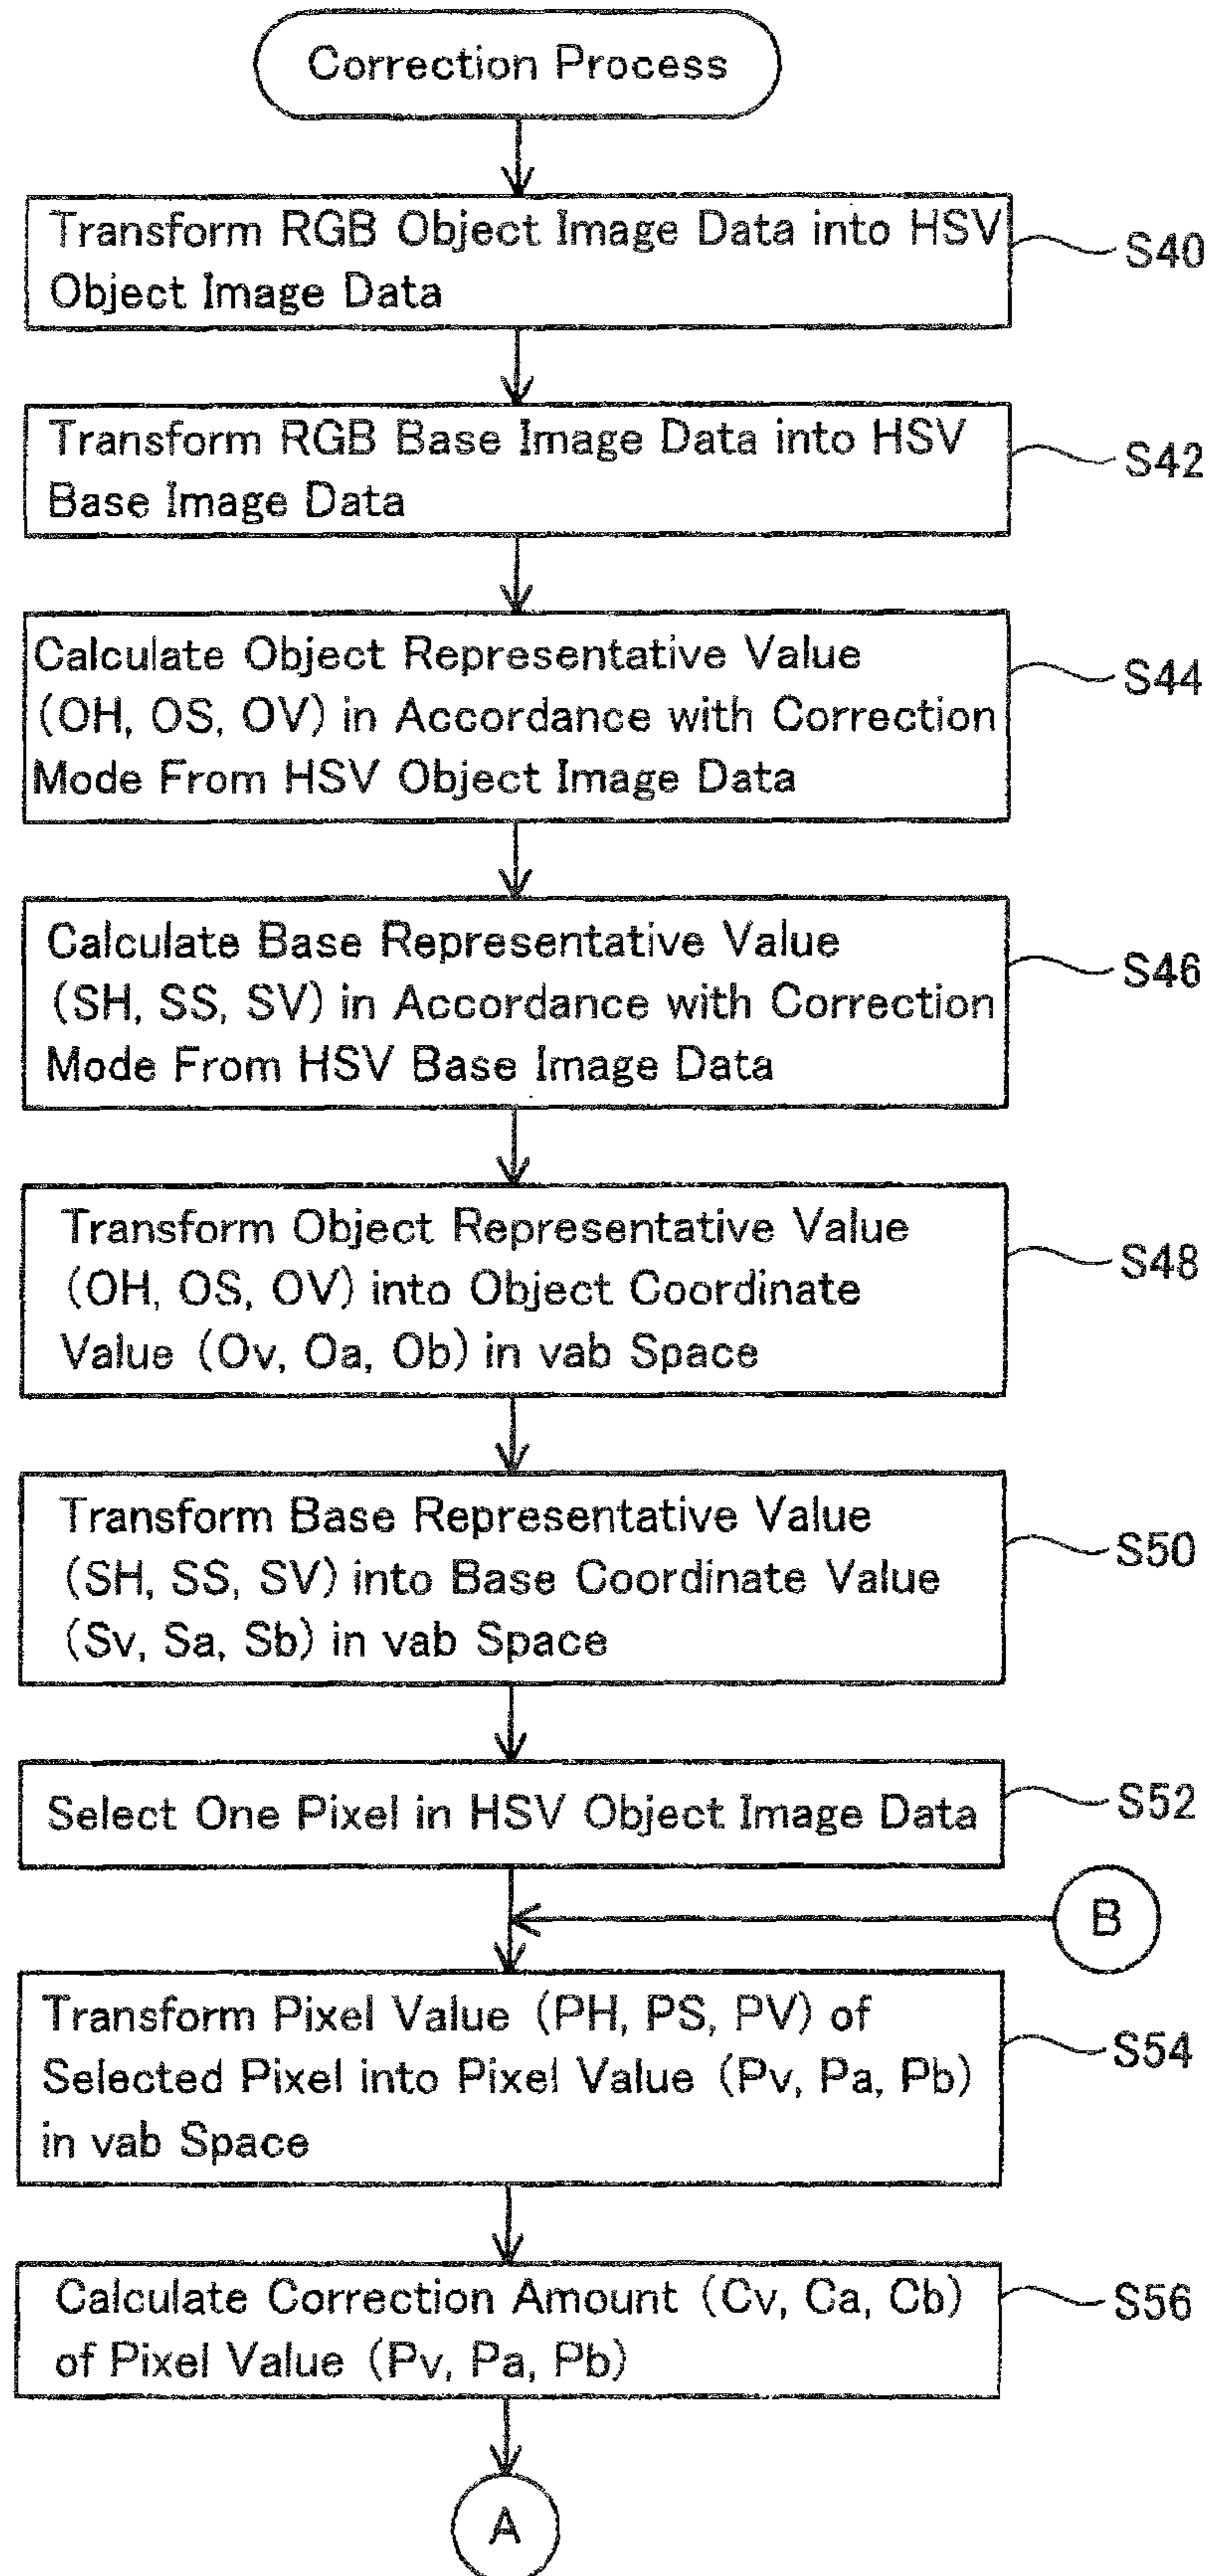 Correction Process
Transform RGB Object Image Data into HSV
Object Image Data
S40
Transform RGB Base Image Data into HSV
Base Image Data
S42
Calculate Object Representative Value
(OH, OS, OV) in Accordance with Correction
Mode From HSV Object Image Data
S44
Calculate Base Representative Value
(SH, SS, SV) in Accordance with Correction
Mode From HSV Base Image Data
S46
Transform Object Representative Value
(OH, OS, OV) into Object Coordinate
Value (Ov, Oa, Ob) in vab Space
S48
Transform Base Representative Value
(SH, SS, SV) into Base Coordinate Value
(Sv, Sa, Sb) in vab Space
S50
Select One Pixel in HSV Object Image Data
S52
B
Transform Pixel Value (PH, PS, PV) of
Selected Pixel into Pixel Value (Pv, Pa, Pb)
in vab Space
S54
Calculate Correction Amount (Cv, Ca, Cb)
of Pixel Value (Pv, Pa, Pb)
S56
A